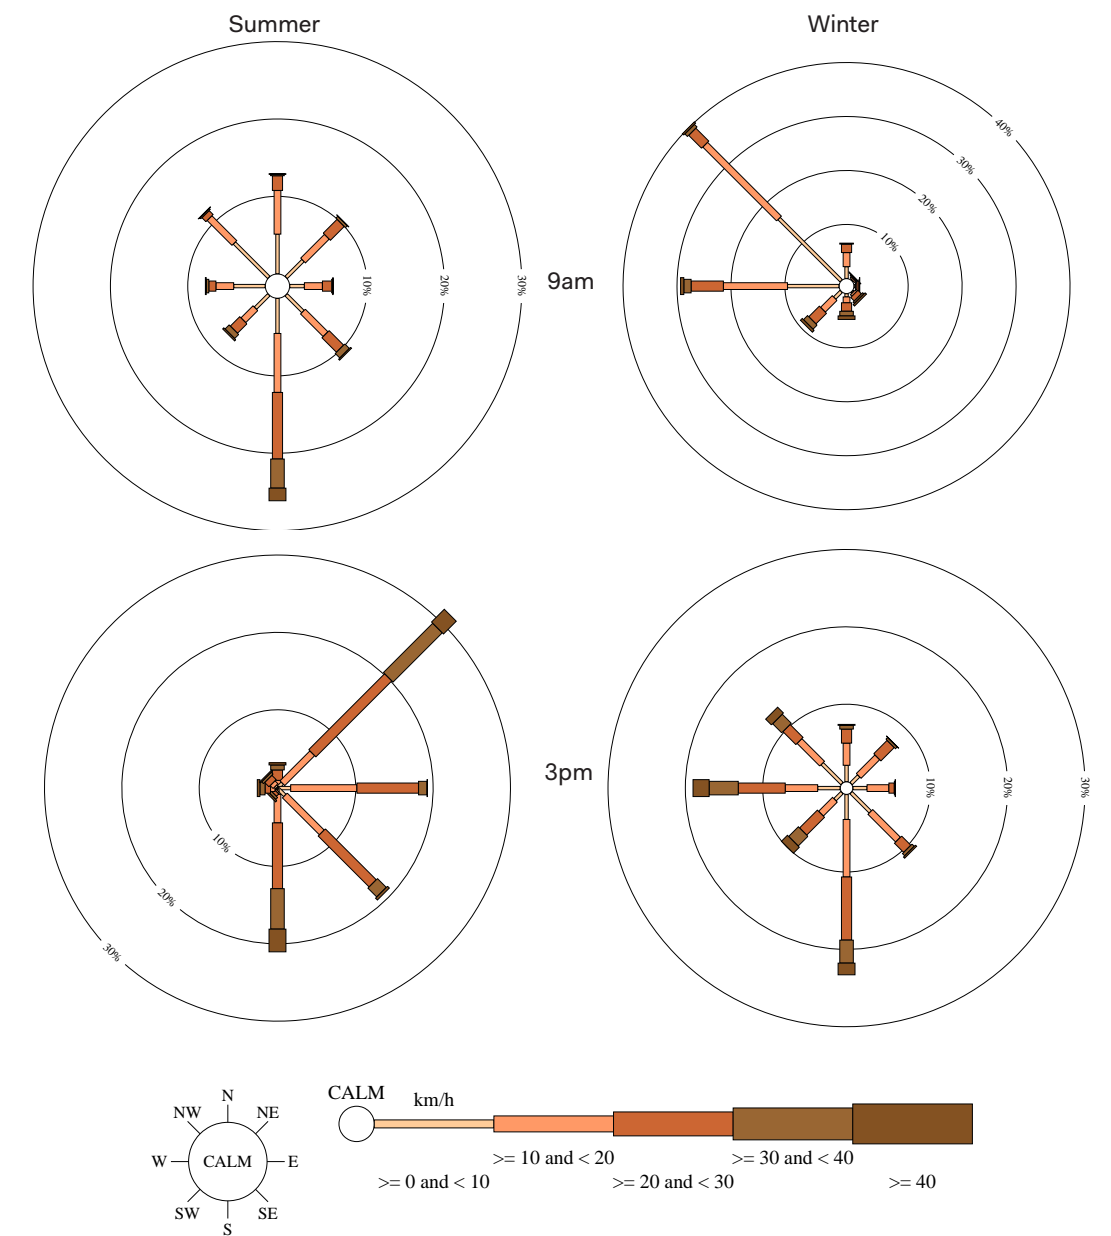 Summer
Winter
10%
20%
30%
9am
10%
20%
30%
40%
10%
20%
30%
3pm
10%
20%
30%
CALM
km/h
N
NW
NE
W
CALM
E
SW
SE
S
>= 10 and < 20
>= 30 and < 40
>= 0 and < 10
>= 20 and < 30
>= 40